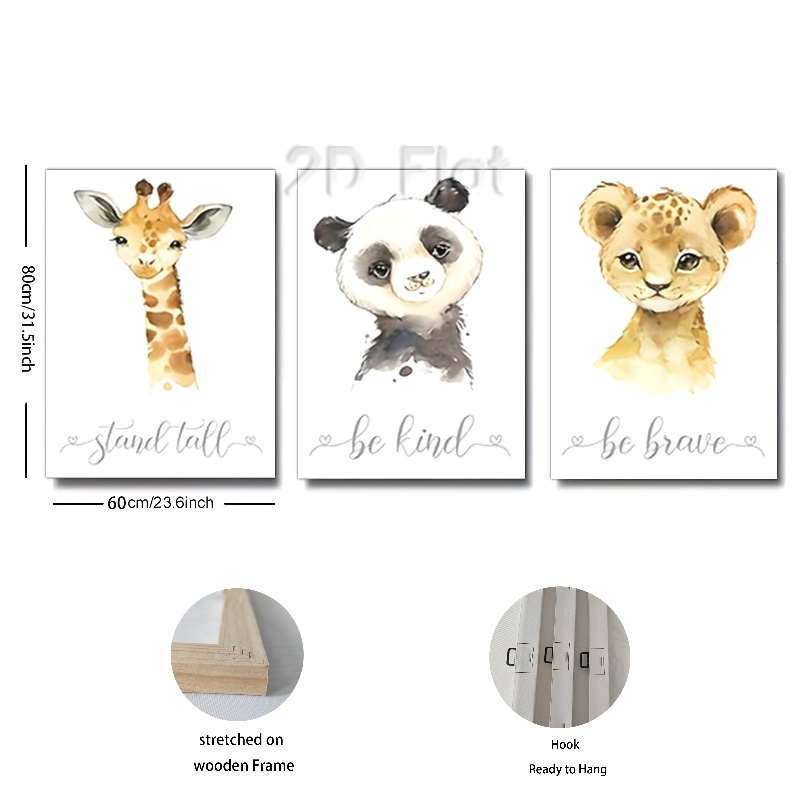 2D Flat
80cm/31.5inch
stand tall
be kind
be brave
60cm/23.6inch
stretched on
wooden Frame
Hook
Ready to Hang